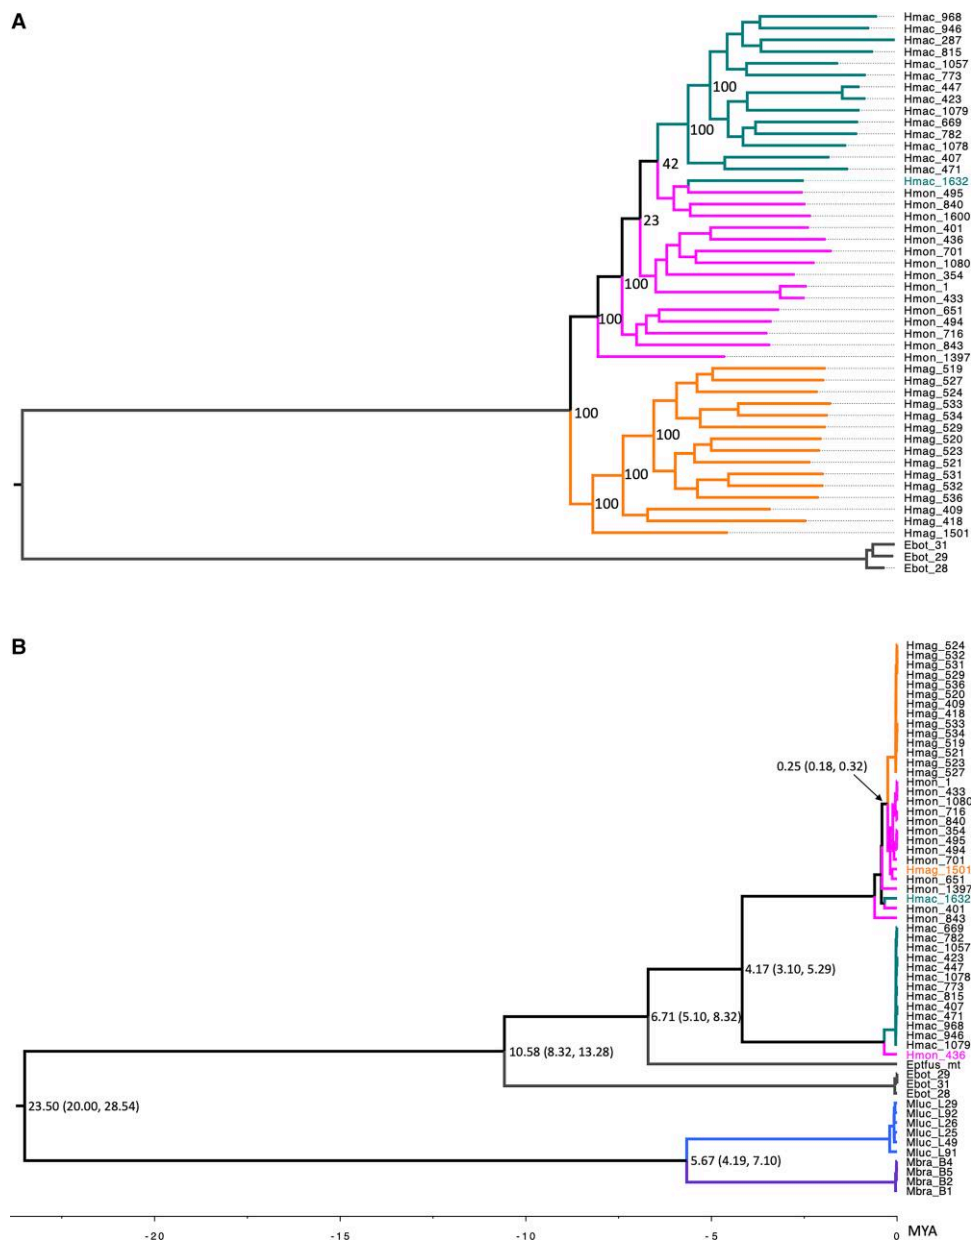 A
Hmac_968
Hmac_946
Hmac_287
Hmac_815
Hmac_1057
Hmac_773
Hmac_447
Hmac_423
Hmac_1079
Hmac_669
Hmac_782
Hmac_1078
Hmac_407
Hmac_471
Hmac_1632
Hmon_495
Hmon_840
Hmon_1600
Hmon_401
Hmon_436
Hmon_701
Hmon_1080
Hmon_354
Hmon_1
Hmon_433
Hmon_651
Hmon_494
Hmon_716
Hmon_843
Hmon_1397
Hmag_519
Hmag_527
Hmag_524
Hmag_533
Hmag_534
Hmag_529
Hmag_520
Hmag_523
Hmag_521
Hmag_531
Hmag_532
Hmag_536
Hmag_409
Hmag_418
Hmag_1501
Ebot_31
Ebot_29
Ebot_28
100
100
42
23
100
100
100
100
100
100
B
Hmag_524
Hmag_532
Hmag_531
Hmag_529
Hmag_536
Hmag_520
Hmag_409
Hmag_418
Hmag_533
Hmag_534
Hmag_519
Hmag_521
Hmag_523
Hmag_527
Hmon_1
Hmon_433
Hmon_1080
Hmon_716
Hmon_840
Hmon_354
Hmon_495
Hmon_494
Hmon_701
Hmag_1501
Hmon_651
Hmon_1397
Hmac_1632
Hmon_401
Hmon_843
Hmac_669
Hmac_782
Hmac_1057
Hmac_423
Hmac_447
Hmac_1078
Hmac_773
Hmac_815
Hmac_407
Hmac_471
Hmac_968
Hmac_946
Hmac_1079
Hmon_436
Eptfus_mt
Ebot_29
Ebot_31
Ebot_28
Mluc_L29
Mluc_L92
Mluc_L26
Mluc_L25
Mluc_L49
Mluc_L91
Mbra_B4
Mbra_B5
Mbra_B2
Mbra_B1
0.25 (0.18, 0.32)
4.17 (3.10, 5.29)
6.71 (5.10, 8.32)
10.58 (8.32, 13.28)
23.50 (20.00, 28.54)
5.67 (4.19, 7.10)
-20 -15 -10 -5 0 MYA